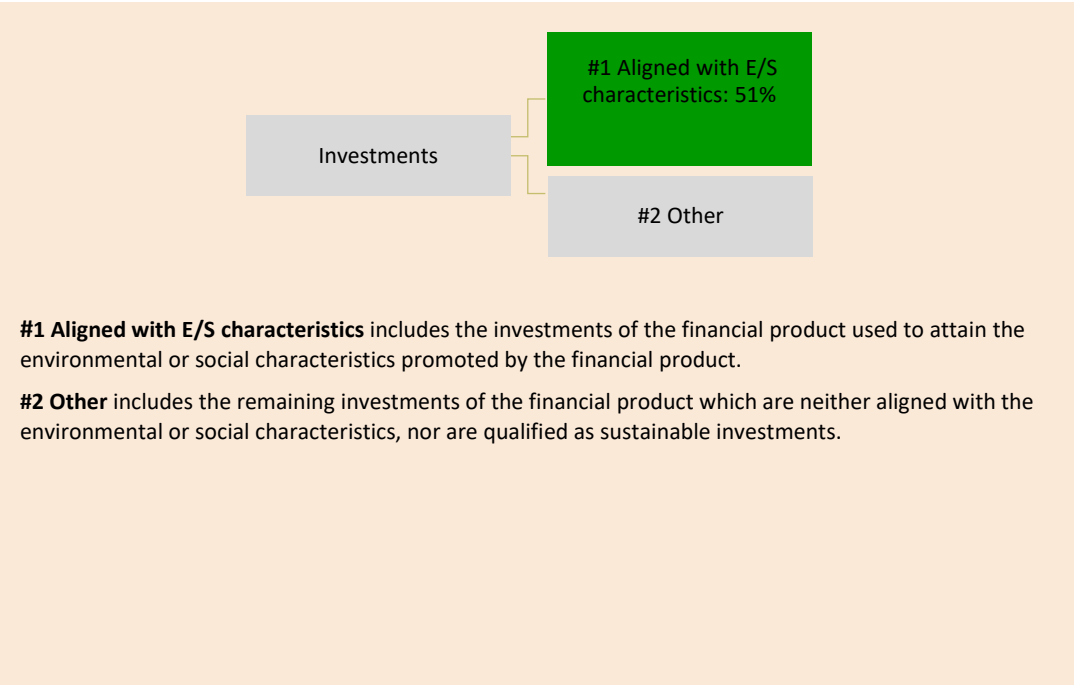 #1 Aligned with E/S
characteristics: 51%
Investments
#2 Other
#1 Aligned with E/S characteristics includes the investments of the financial product used to attain the
environmental or social characteristics promoted by the financial product.
#2 Other includes the remaining investments of the financial product which are neither aligned with the
environmental or social characteristics, nor are qualified as sustainable investments.